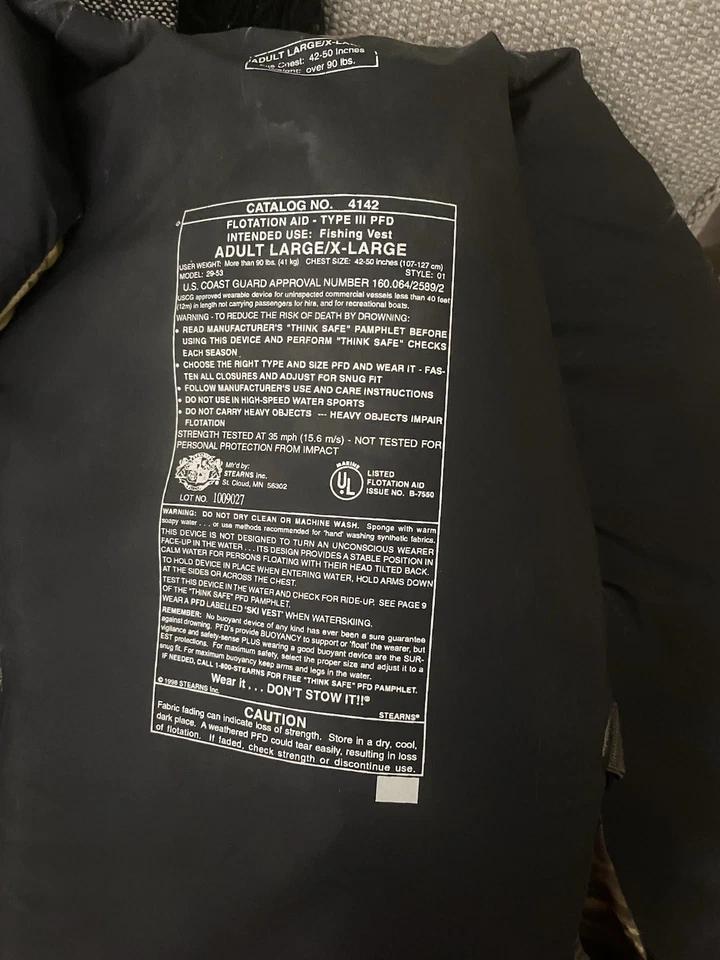 ADULT LARGE/X-LA
Chest: 42-50 Inches
over 90 lbs.
CATALOG NO. 4142
FLOTATION AID - TYPE III PFD
INTENDED USE: Fishing Vest
ADULT LARGE/X-LARGE
USER WEIGHT: More than 90 lbs. (41 kg) CHEST SIZE: 42-50 Inches (107-127 cm)
MODEL: 29-53 STYLE: 01
U.S. COAST GUARD APPROVAL NUMBER 160.064/2589/2
USCG approved wearable device for uninspected commercial vessels less than 40 feet
(12m) in length not carrying passengers for hire, and for recreational boats.
WARNING - TO REDUCE THE RISK OF DEATH BY DROWNING:
• READ MANUFACTURER'S "THINK SAFE" PAMPHLET BEFORE
USING THIS DEVICE AND PERFORM "THINK SAFE" CHECKS
EACH SEASON
• CHOOSE THE RIGHT TYPE AND SIZE PFD AND WEAR IT - FAS-
TEN ALL CLOSURES AND ADJUST FOR SNUG FIT
• FOLLOW MANUFACTURER'S USE AND CARE INSTRUCTIONS
• DO NOT USE IN HIGH-SPEED WATER SPORTS
• DO NOT CARRY HEAVY OBJECTS --- HEAVY OBJECTS IMPAIR
FLOTATION
STRENGTH TESTED AT 35 mph (15.6 m/s) - NOT TESTED FOR
PERSONAL PROTECTION FROM IMPACT
Mfr'd by:
STEARNS Inc.
St. Cloud, MN 56302
MARINE
UL
LISTED
FLOTATION AID
ISSUE NO. B-7550
LOT NO. 1009027
WARNING: DO NOT DRY CLEAN OR MACHINE WASH. Sponge with warm
soapy water . . . or use methods recommended for 'hand' washing synthetic fabrics.
THIS DEVICE IS NOT DESIGNED TO TURN AN UNCONSCIOUS WEARER
FACE-UP IN THE WATER . . . ITS DESIGN PROVIDES A STABLE POSITION IN
CALM WATER FOR PERSONS FLOATING WITH THEIR HEAD TILTED BACK.
TO HOLD DEVICE IN PLACE WHEN ENTERING WATER, HOLD ARMS DOWN
AT THE SIDES OR ACROSS THE CHEST.
TEST THIS DEVICE IN THE WATER AND CHECK FOR RIDE-UP. SEE PAGE 9
OF THE "THINK SAFE" PFD PAMPHLET.
WEAR A PFD LABELLED 'SKI VEST' WHEN WATERSKIING.
REMEMBER: No buoyant device of any kind has ever been a sure guarantee
against drowning. PFD's provide BUOYANCY to support or 'float' the wearer, but
vigilance and safety-sense PLUS wearing a good buoyant device are the SUR-
EST protections. For maximum safety, select the proper size and adjust it to a
snug fit. For maximum buoyancy keep arms and legs in the water.
IF NEEDED, CALL 1-800-STEARNS FOR FREE "THINK SAFE" PFD PAMPHLET.
Wear it . . . DON'T STOW IT!!®
© 1998 STEARNS Inc. STEARNS®
CAUTION
Fabric fading can indicate loss of strength. Store in a dry, cool,
dark place. A weathered PFD could tear easily, resulting in loss
of flotation. If faded, check strength or discontinue use.